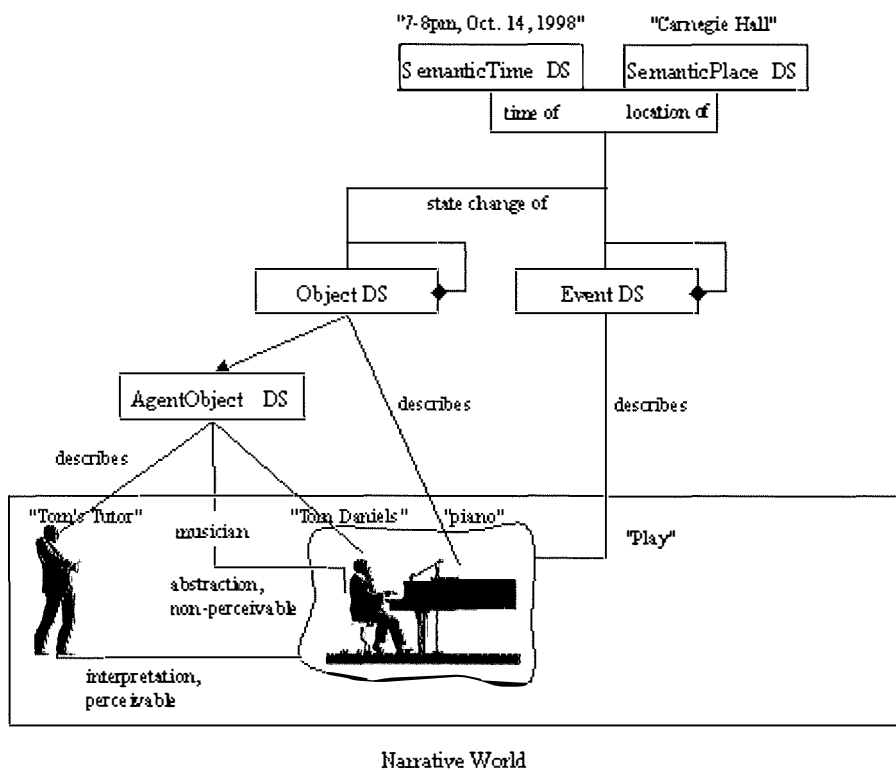 "7-8pm, Oct. 14, 1998" "Carnegie Hall"
SemanticTime DS SemanticPlace DS
time of location of
state change of
Object DS Event DS
AgentObject DS
describes describes
describes
"Tom's Tutor" "Tom Daniels" "piano"
musician "Play"
abstraction,
non-perceivable
interpretation,
perceivable
Narrative World